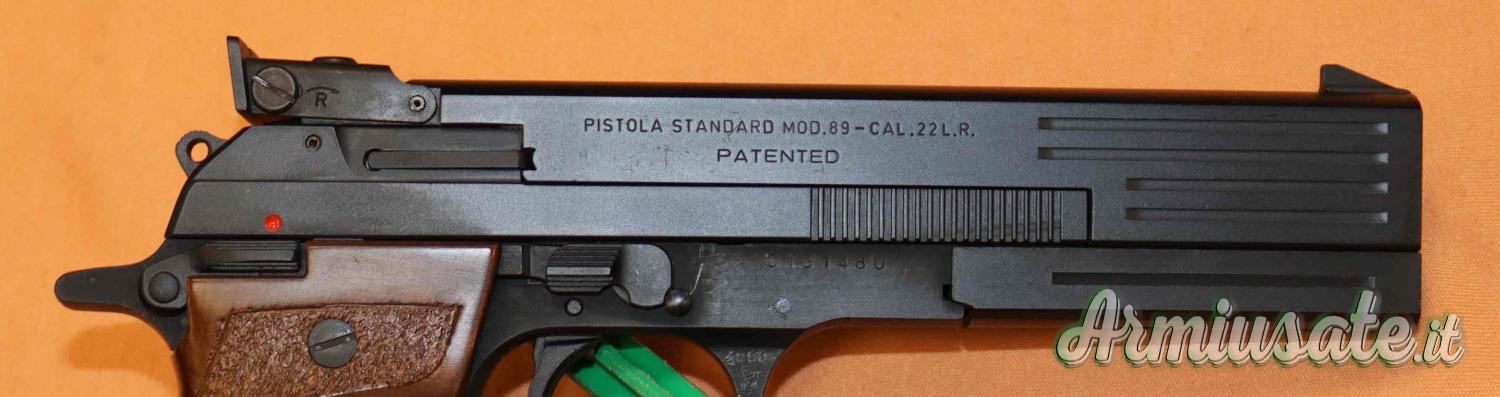 R
PISTOLA STANDARD MOD.89-CAL.22L.R.
PATENTED
Armiusate.it